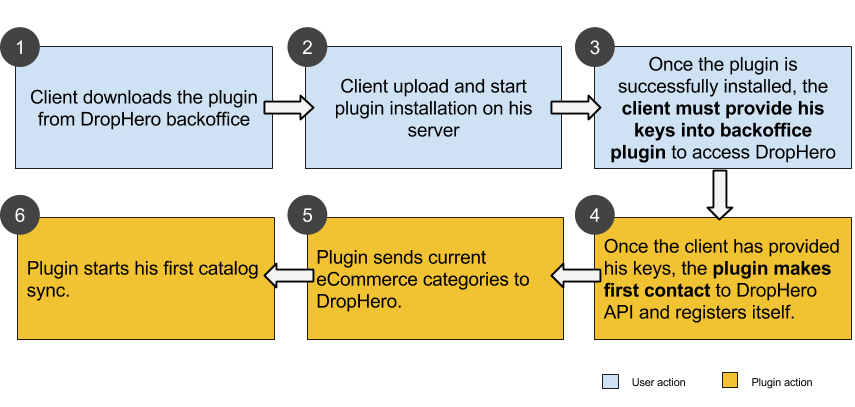 1
Client downloads the plugin
from DropHero backoffice
2
Client upload and start
plugin installation on his
server
3
Once the plugin is
successfully installed, the
client must provide his
keys into backoffice
plugin to access DropHero
6
Plugin starts his first catalog
sync.
5
Plugin sends current
eCommerce categories to
DropHero.
4
Once the client has provided
his keys, the plugin makes
first contact to DropHero
API and registers itself.
User action
Plugin action